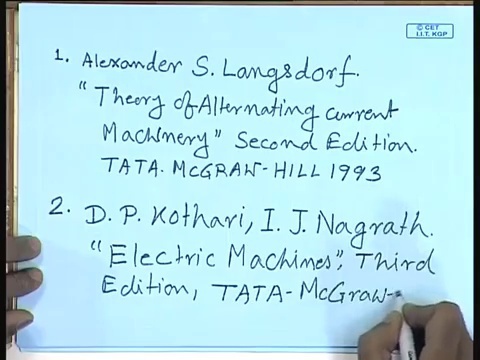 © CET
I.I.T. KGP
1. Alexander S. Langsdorf.
"Theory of Alternating current
Machinery" Second Edition.
TATA. McGRAW-HILL 1993
2. D. P. Kothari, I. J. Nagrath.
"Electric Machines", Third
Edition, TATA-McGraw-